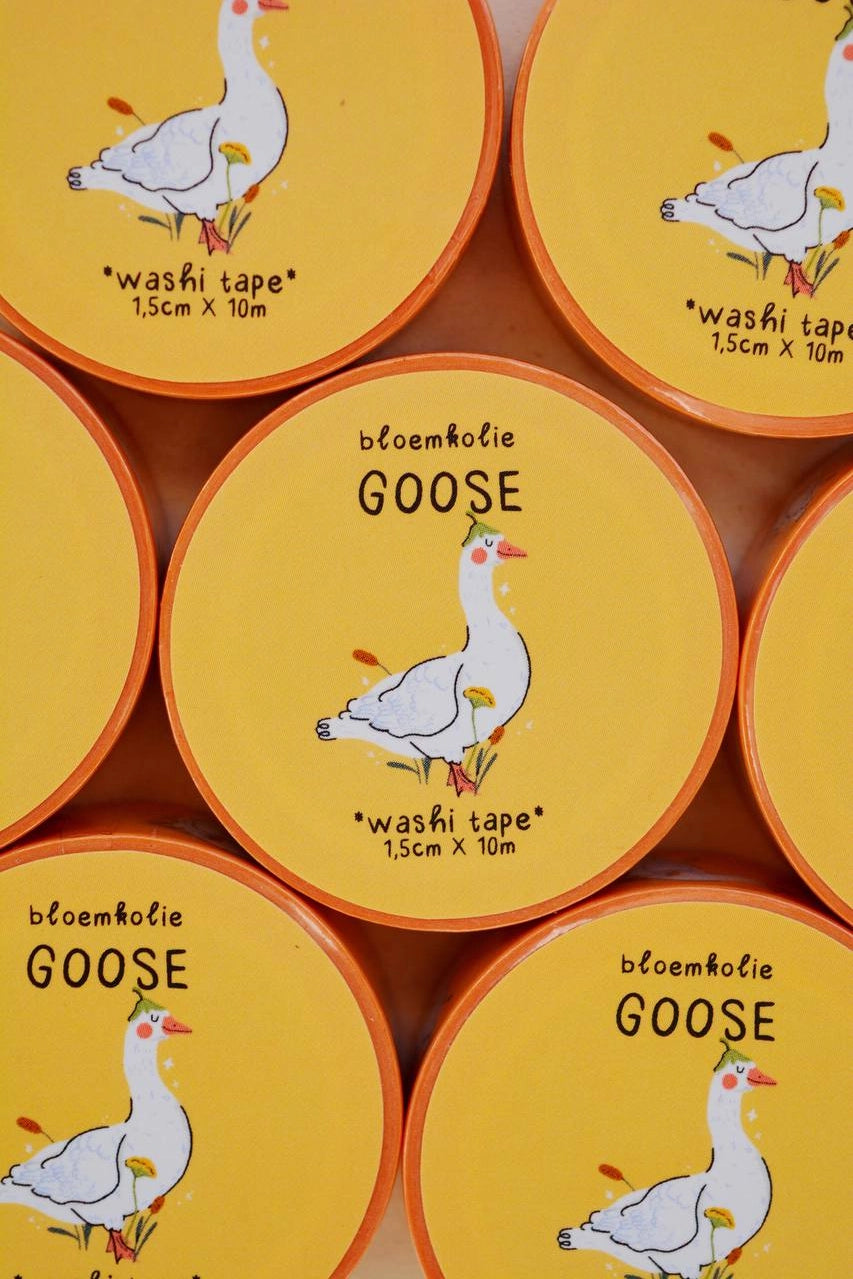 *washi tape*
1,5cm X 10m
*washi tape
1,5cm X 10m
bloemkolie
GOOSE
*washi tape*
1,5cm X 10m
bloemkolie
GOOSE
bloemkolie
GOOSE